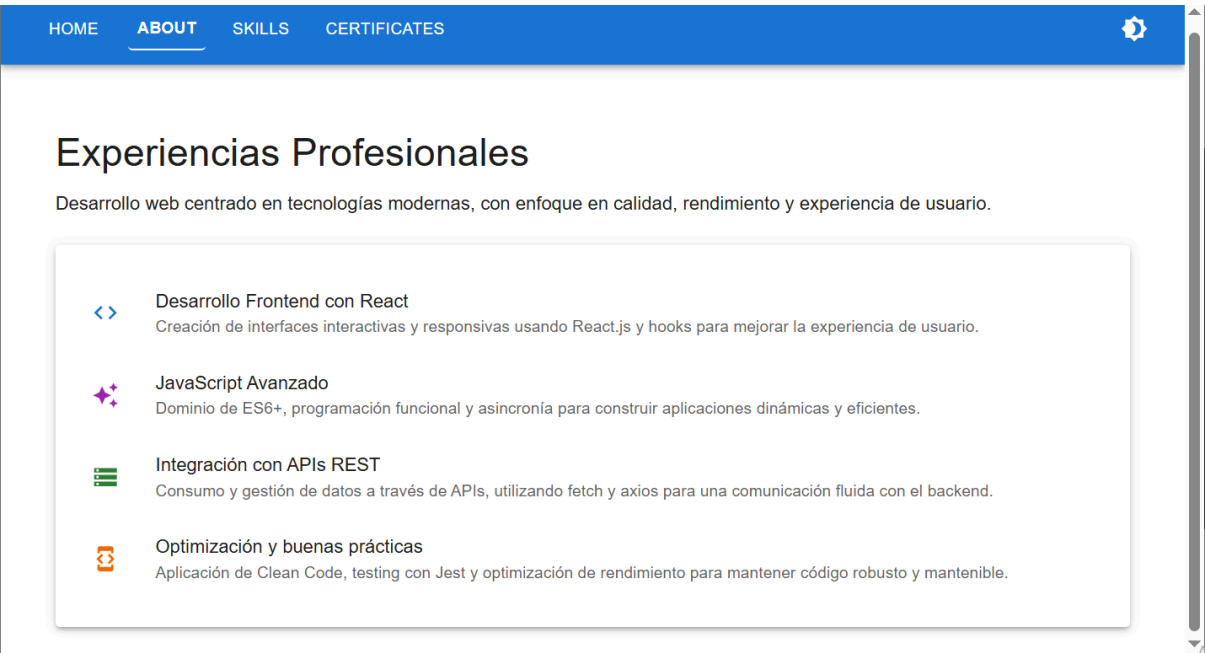 HOME ABOUT SKILLS CERTIFICATES
Experiencias Profesionales
Desarrollo web centrado en tecnologías modernas, con enfoque en calidad, rendimiento y experiencia de usuario.
Desarrollo Frontend con React
Creación de interfaces interactivas y responsivas usando React.js y hooks para mejorar la experiencia de usuario.
JavaScript Avanzado
Dominio de ES6+, programación funcional y asincronía para construir aplicaciones dinámicas y eficientes.
Integración con APIs REST
Consumo y gestión de datos a través de APIs, utilizando fetch y axios para una comunicación fluida con el backend.
Optimización y buenas prácticas
Aplicación de Clean Code, testing con Jest y optimización de rendimiento para mantener código robusto y mantenible.